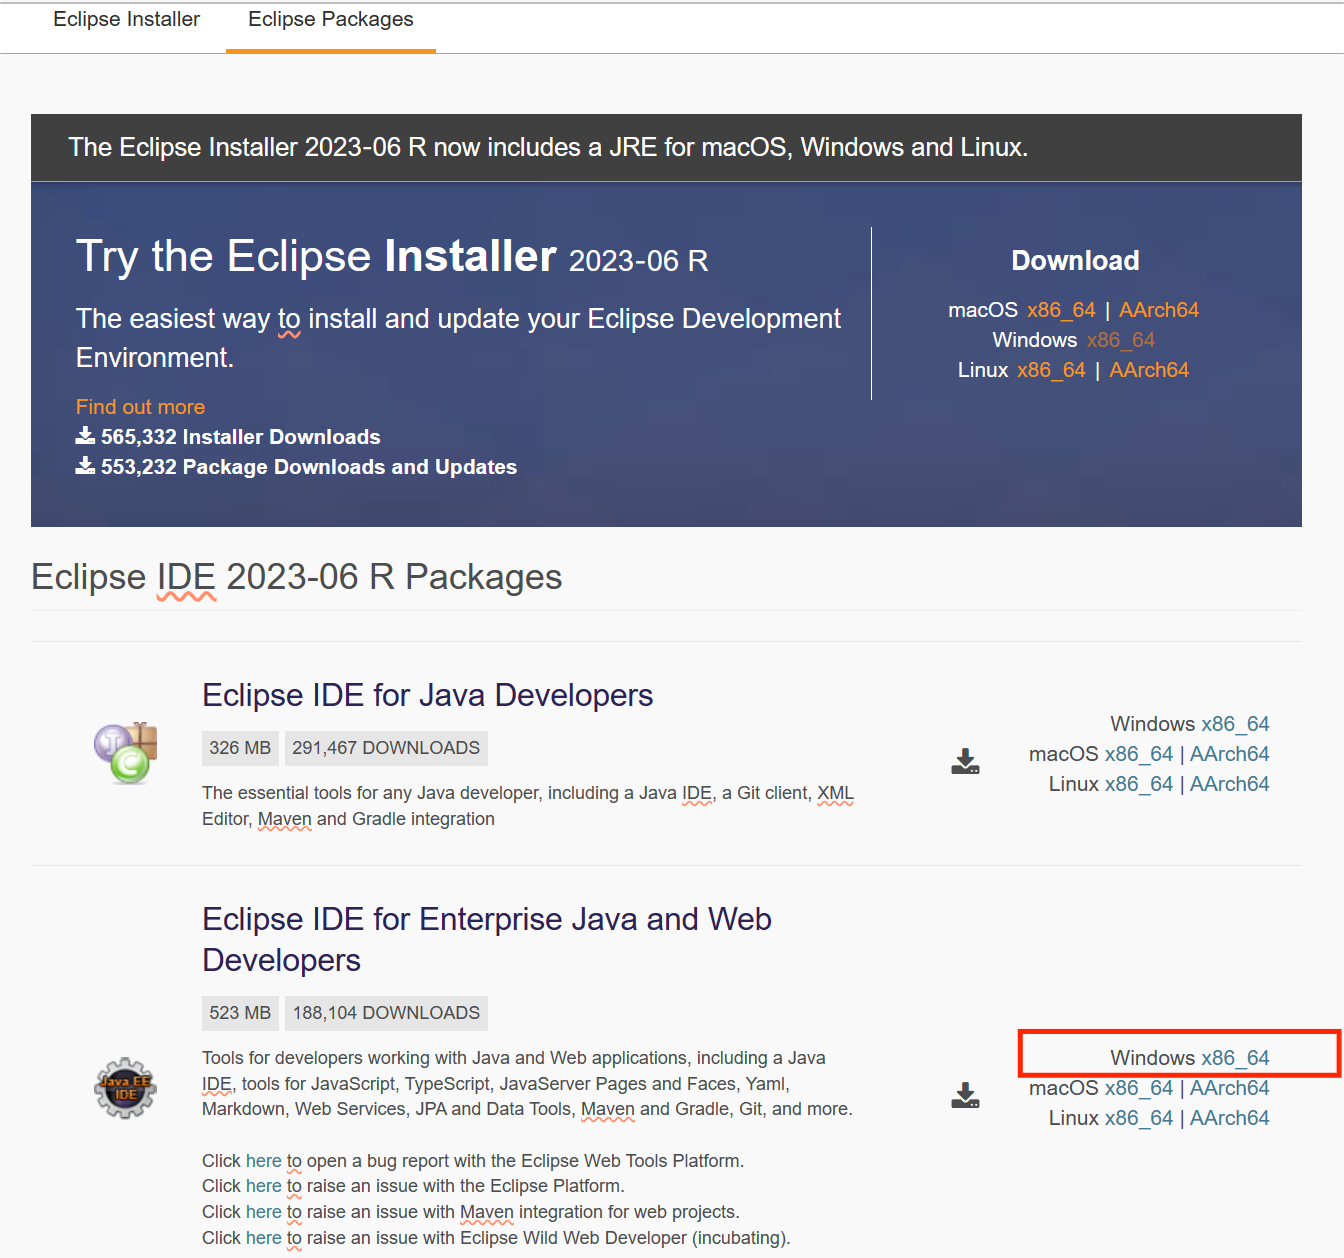 Eclipse Installer Eclipse Packages
The Eclipse Installer 2023-06 R now includes a JRE for macOS, Windows and Linux.
Try the Eclipse Installer 2023-06 R
The easiest way to install and update your Eclipse Development
Environment.
Find out more
565,332 Installer Downloads
553,232 Package Downloads and Updates
Download
macOS x86_64 | AArch64
Windows x86_64
Linux x86_64 | AArch64
Eclipse IDE 2023-06 R Packages
Eclipse IDE for Java Developers
326 MB 291,467 DOWNLOADS
The essential tools for any Java developer, including a Java IDE, a Git client, XML
Editor, Maven and Gradle integration
Windows x86_64
macOS x86_64 | AArch64
Linux x86_64 | AArch64
Eclipse IDE for Enterprise Java and Web
Developers
523 MB 188,104 DOWNLOADS
Java EE
IDE
Tools for developers working with Java and Web applications, including a Java
IDE, tools for JavaScript, TypeScript, JavaServer Pages and Faces, Yaml,
Markdown, Web Services, JPA and Data Tools, Maven and Gradle, Git, and more.
Click here to open a bug report with the Eclipse Web Tools Platform.
Click here to raise an issue with the Eclipse Platform.
Click here to raise an issue with Maven integration for web projects.
Click here to raise an issue with Eclipse Wild Web Developer (incubating).
Windows x86_64
macOS x86_64 | AArch64
Linux x86_64 | AArch64